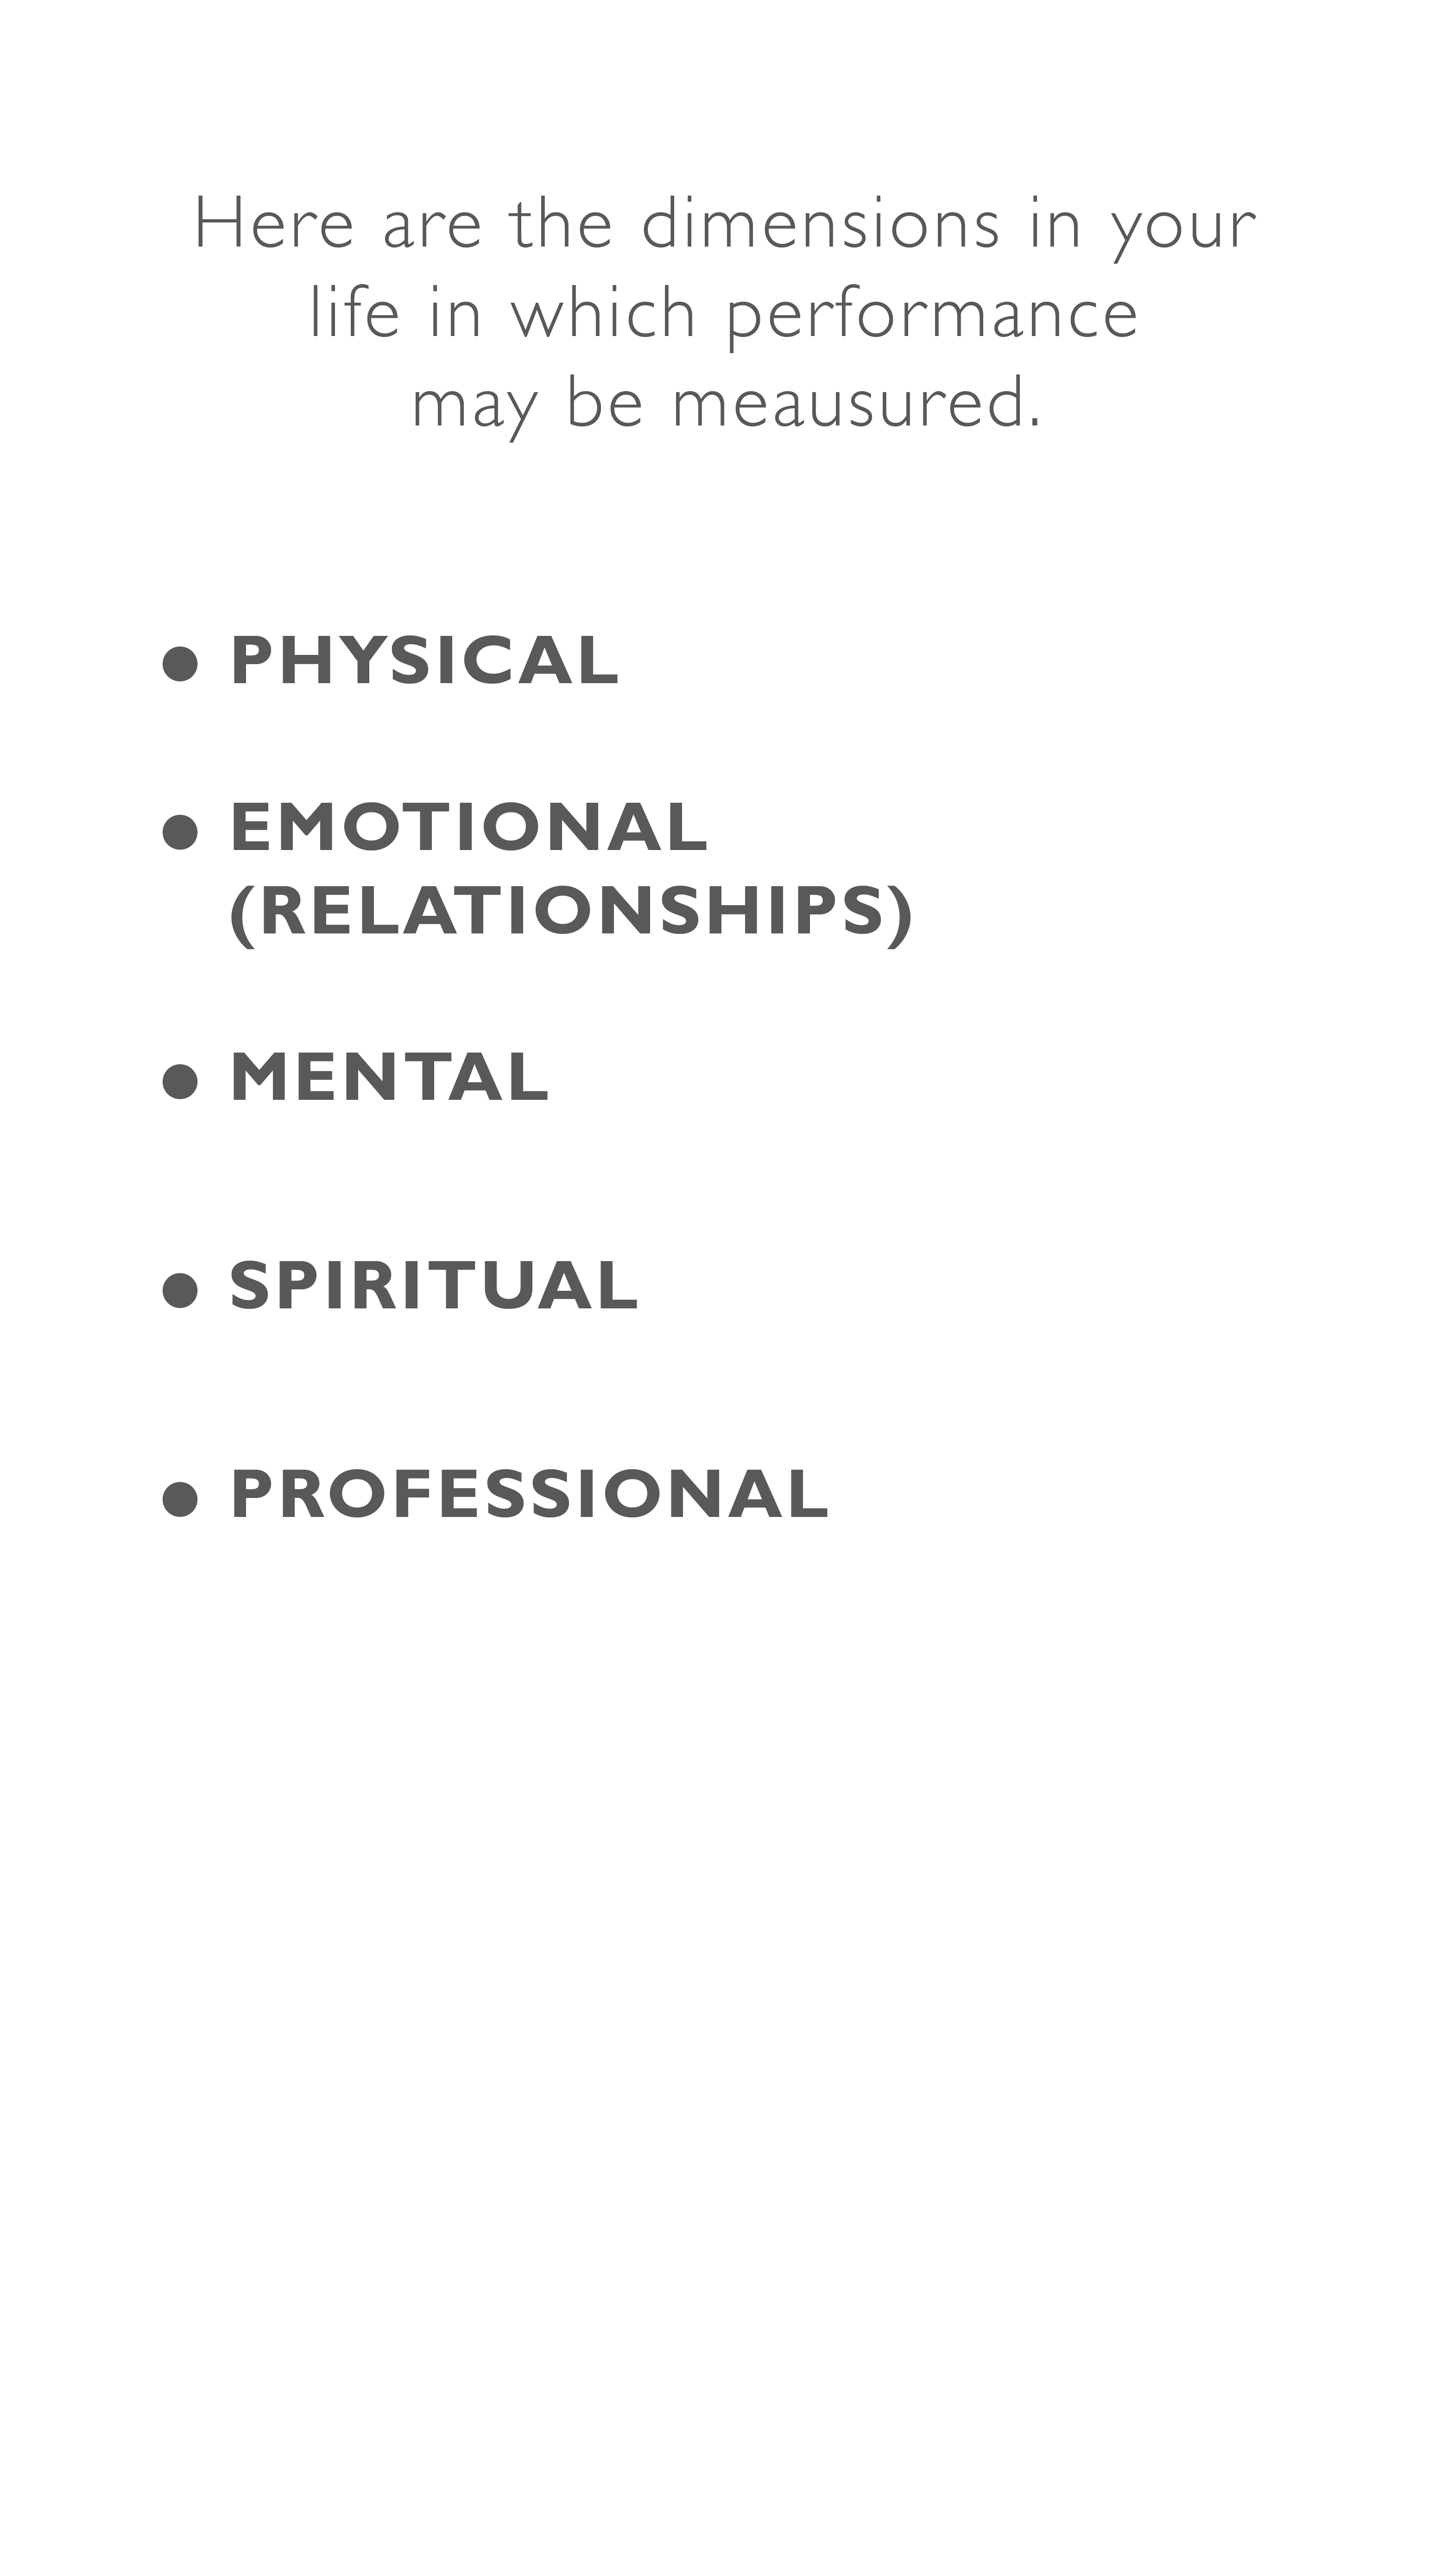 Here are the dimensions in your
life in which performance
may be meausured.
• PHYSICAL
• EMOTIONAL
(RELATIONSHIPS)
• MENTAL
• SPIRITUAL
• PROFESSIONAL